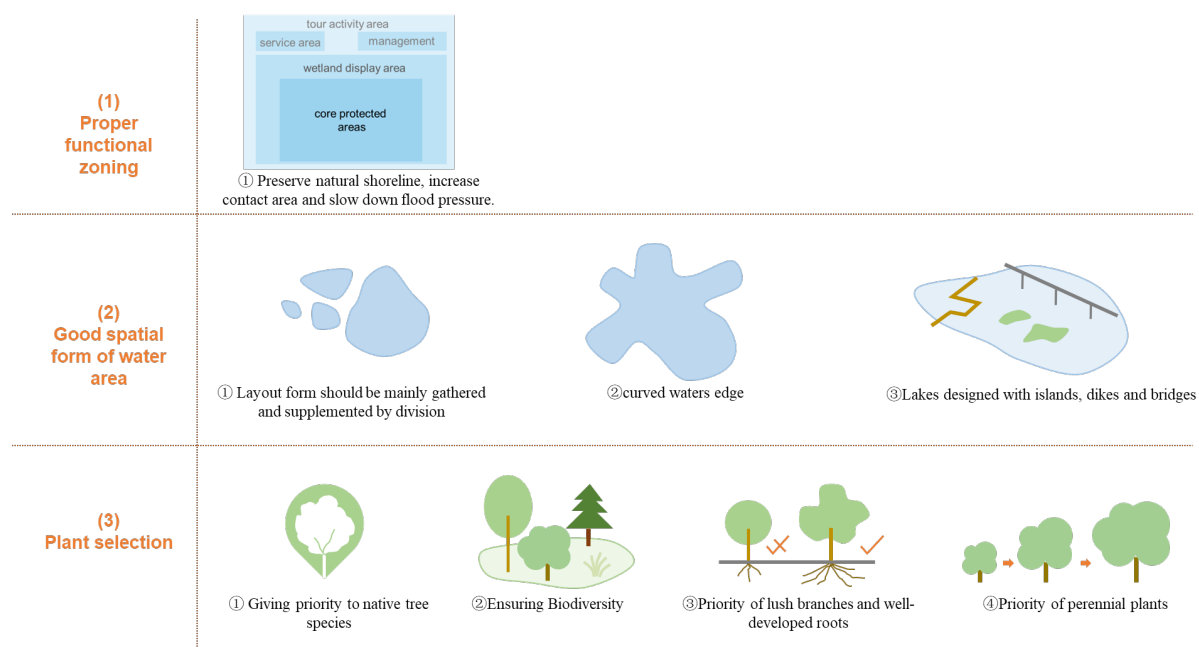 (1)
Proper
functional
zoning
tour activity area
service area
management
wetland display area
core protected
areas
① Preserve natural shoreline, increase
contact area and slow down flood pressure.
(2)
Good spatial
form of water
area
① Layout form should be mainly gathered
and supplemented by division
②curved waters edge
③Lakes designed with islands, dikes and bridges
(3)
Plant selection
① Giving priority to native tree
species
②Ensuring Biodiversity
③Priority of lush branches and well-
developed roots
④Priority of perennial plants